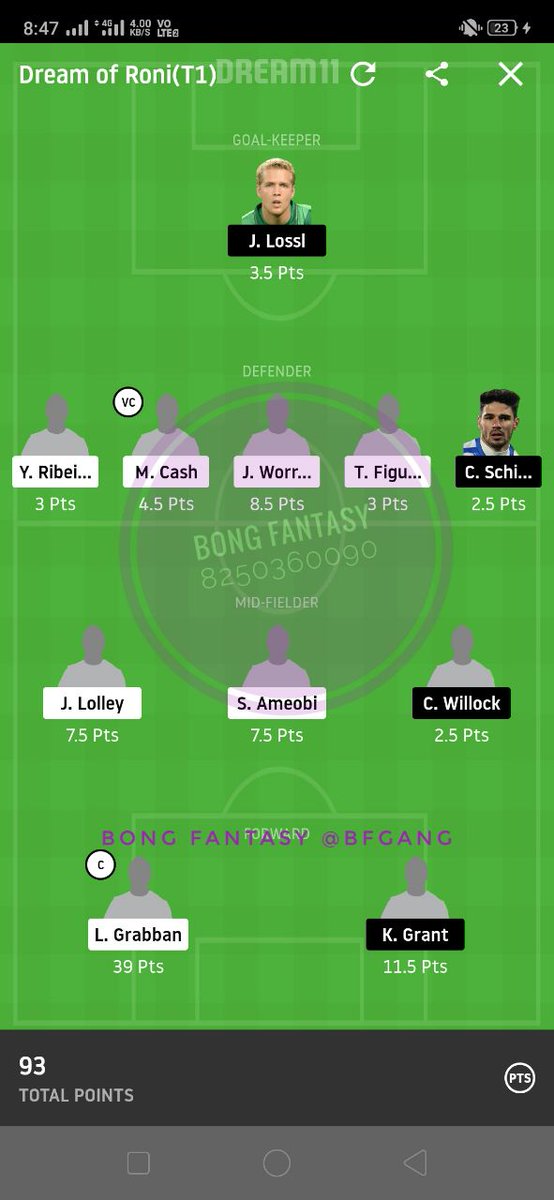 8:47 4G 4.00 KB/S VO LTE2 23
Dream of Roni(T1) DREAM11
GOAL-KEEPER
J. Lossl
3.5 Pts
DEFENDER
VC
Y. Ribei... M. Cash J. Worr... T. Figu... C. Schi...
3 Pts 4.5 Pts 8.5 Pts 3 Pts 2.5 Pts
BONG FANTASY
8250360090
MID-FIELDER
J. Lolley S. Ameobi C. Willock
7.5 Pts 7.5 Pts 2.5 Pts
FORWARD
BONG FANTASY @BFGANG
C
L. Grabban K. Grant
39 Pts 11.5 Pts
93
TOTAL POINTS
PTS